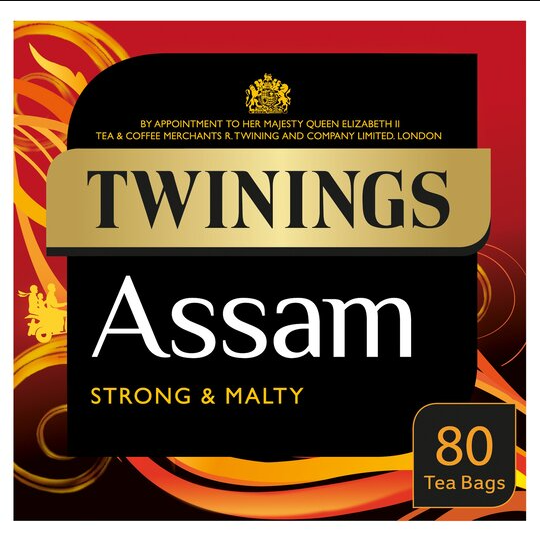 BY APPOINTMENT TO HER MAJESTY QUEEN ELIZABETH II
TEA & COFFEE MERCHANTS R. TWINING AND COMPANY LIMITED. LONDON
TWININGS
Assam
STRONG & MALTY
80
Tea Bags